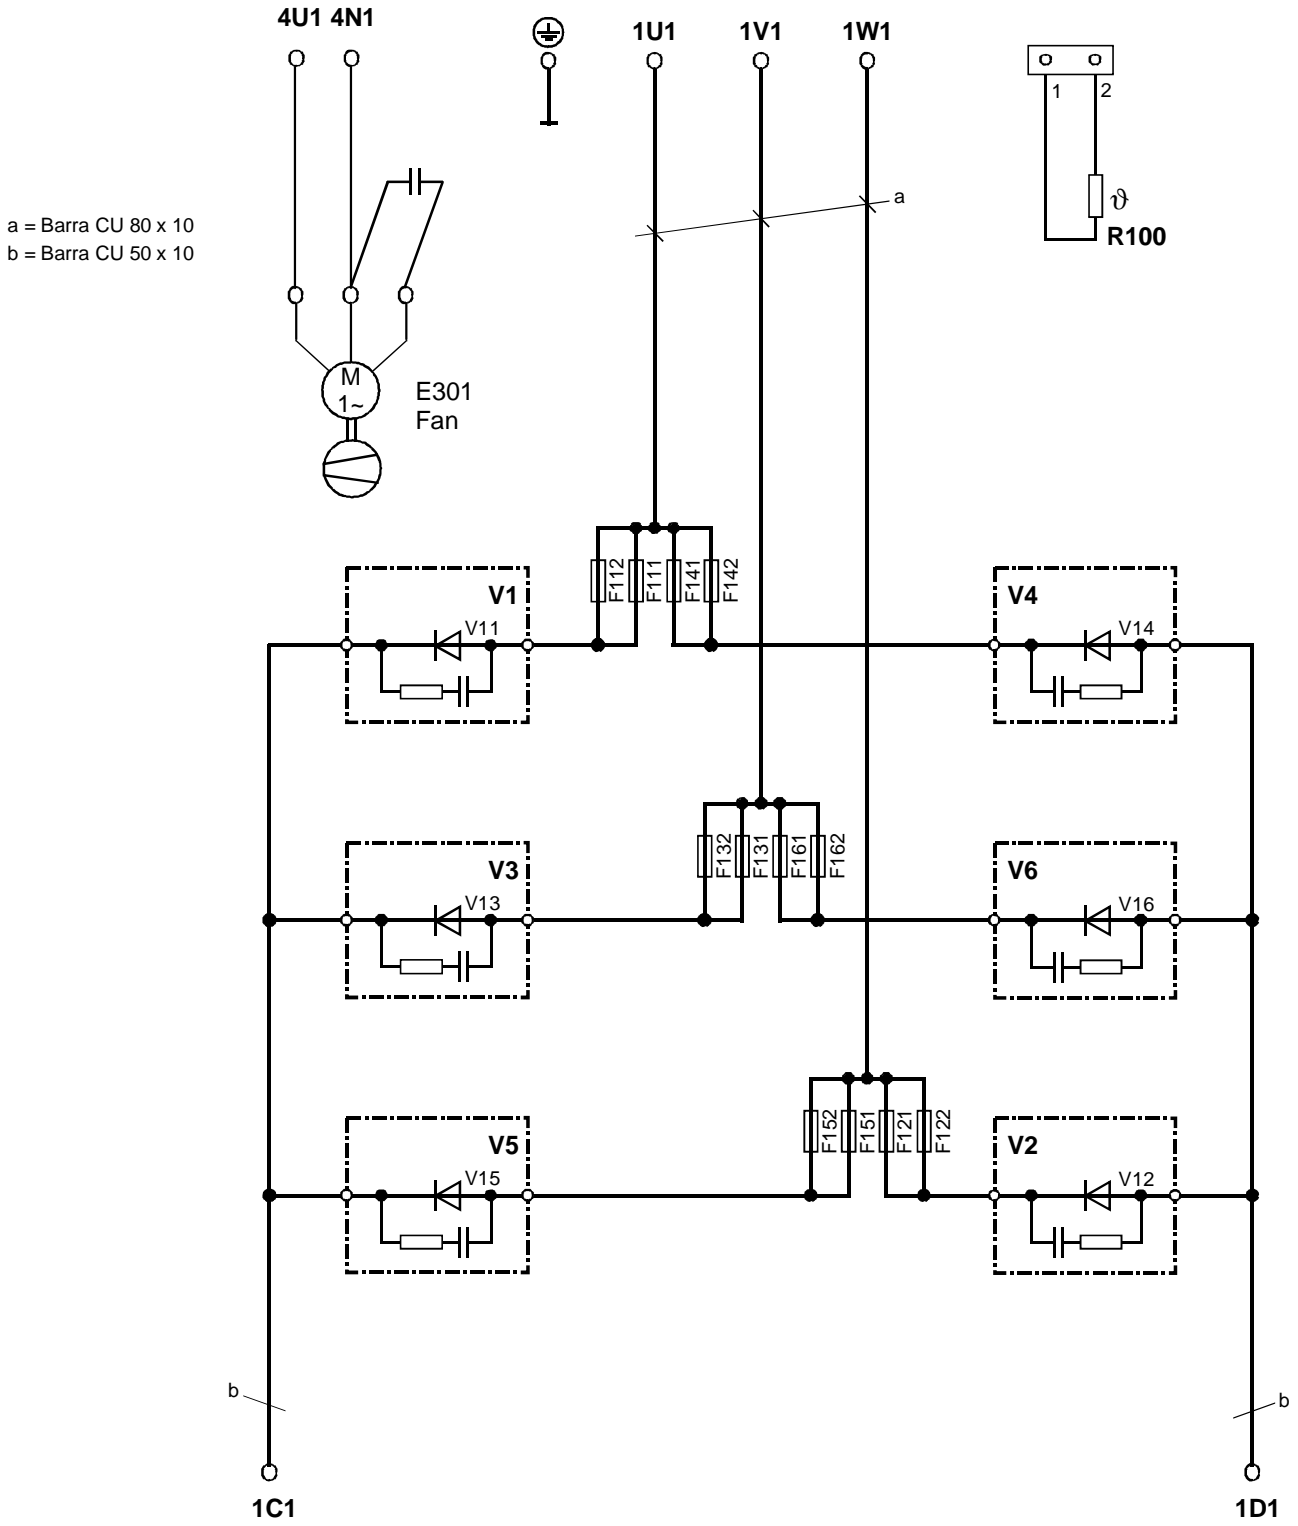 4U1 4N1
1U1
1V1
1W1
1
2
a
a = Barra CU 80 x 10
b = Barra CU 50 x 10
ϑ
R100
M
1~
E301
Fan
F112
F111
F141
F142
V1
V11
V4
V14
F132
F131
F161
F162
V3
V13
V6
V16
F152
F151
F121
F122
V5
V15
V2
V12
b
b
1C1
1D1